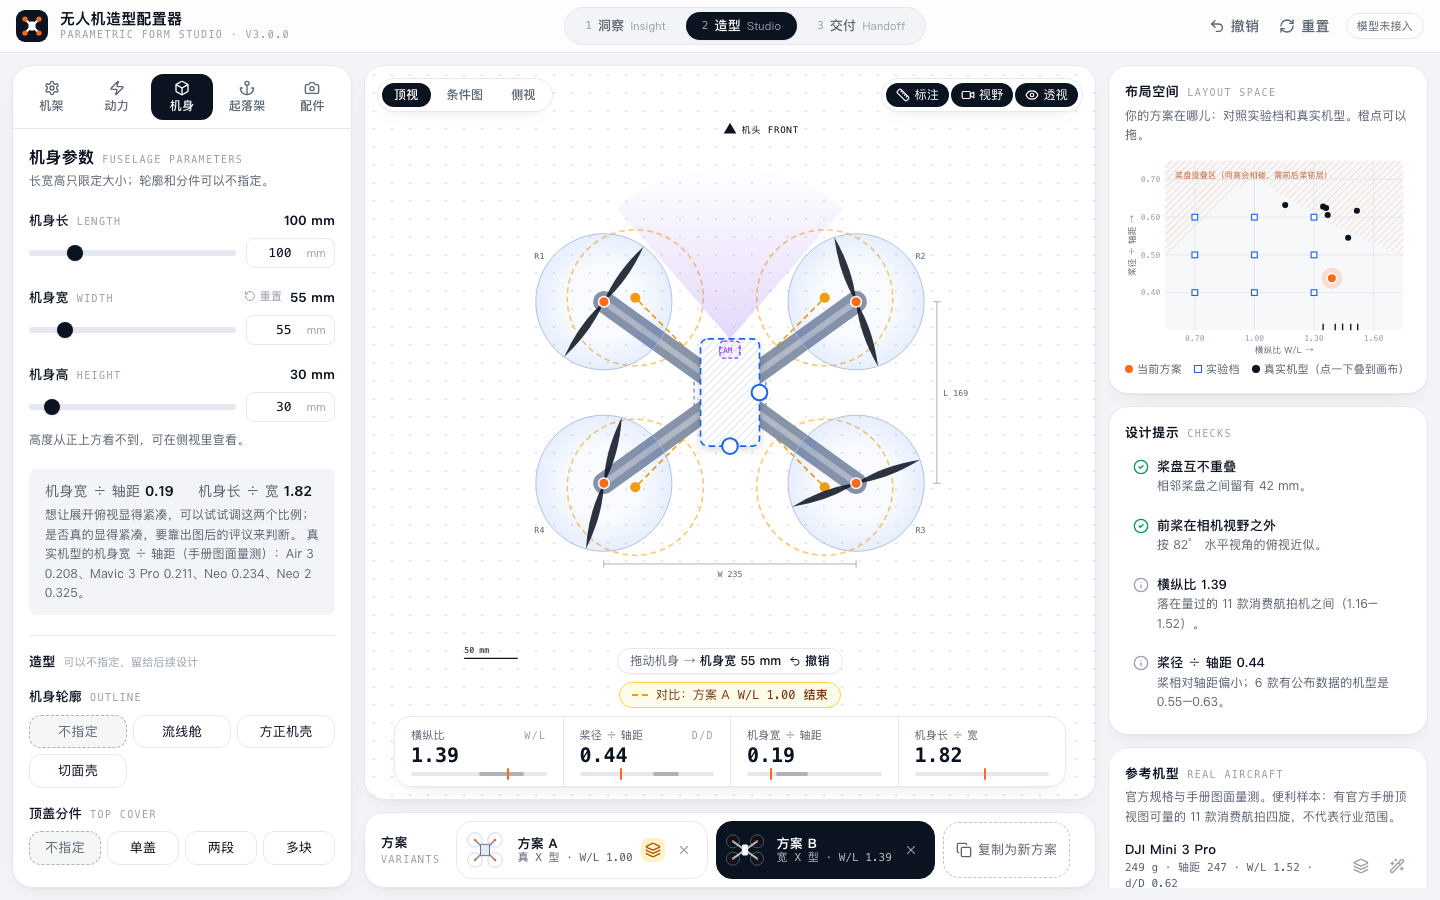 无人机造型配置器
PARAMETRIC FORM STUDIO · V3.0.0
1 洞察 Insight
2 造型 Studio
3 交付 Handoff
撤销
重置
模型未接入
机架
动力
机身
起落架
配件
机身参数 FUSELAGE PARAMETERS
长宽高只限定大小；轮廓和分件可以不指定。
机身长 LENGTH 100 mm
100 mm
机身宽 WIDTH 重置 55 mm
55 mm
机身高 HEIGHT 30 mm
30 mm
高度从正上方看不到，可在侧视里查看。
机身宽 ÷ 轴距 0.19 机身长 ÷ 宽 1.82
想让展开俯视显得紧凑，可以试试调这两个比例；
是否真的显得紧凑，要靠出图后的评议来判断。 真
实机型的机身宽 ÷ 轴距（手册图面量测）：Air 3
0.208、Mavic 3 Pro 0.211、Neo 0.234、Neo 2
0.325。
造型 可以不指定，留给后续设计
机身轮廓 OUTLINE
不指定
流线舱
方正机壳
切面壳
顶盖分件 TOP COVER
不指定
单盖
两段
多块
顶视
条件图
侧视
标注
视野
透视
机头 FRONT
R1
R2
CAM
L 169
R4
R3
W 235
50 mm
拖动机身 → 机身宽 55 mm 撤销
对比：方案 A W/L 1.00 结束
横纵比 W/L
1.39
桨径 ÷ 轴距 D/D
0.44
机身宽 ÷ 轴距
0.19
机身长 ÷ 宽
1.82
方案
VARIANTS
方案 A
真 X 型 · W/L 1.00
方案 B
宽 X 型 · W/L 1.39
复制为新方案
布局空间 LAYOUT SPACE
你的方案在哪儿：对照实验档和真实机型。橙点可以
拖。
桨盘重叠区（同高会相碰，需前后桨错层）
0.70
0.60
0.50
0.40
桨径 ÷ 轴距 →
0.70
1.00
1.30
1.60
横纵比 W/L →
当前方案
实验档
真实机型（点一下叠到画布）
设计提示 CHECKS
桨盘互不重叠
相邻桨盘之间留有 42 mm。
前桨在相机视野之外
按 82° 水平视角的俯视近似。
横纵比 1.39
落在量过的 11 款消费航拍机之间（1.16–
1.52）。
桨径 ÷ 轴距 0.44
桨相对轴距偏小；6 款有公布数据的机型是
0.55–0.63。
参考机型 REAL AIRCRAFT
官方规格与手册图面量测。便利样本：有官方手册顶
视图可量的 11 款消费航拍四旋，不代表行业范围。
DJI Mini 3 Pro
249 g · 轴距 247 · W/L 1.52 ·
d/D 0.62